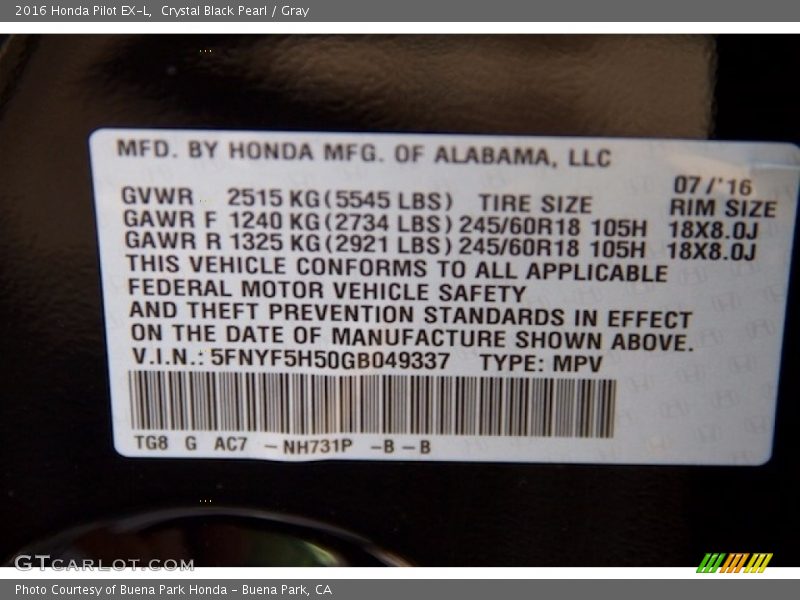 2016 Honda Pilot EX-L, Crystal Black Pearl / Gray
MFD. BY HONDA MFG. OF ALABAMA, LLC
07/'16
GVWR 2515 KG(5545 LBS) TIRE SIZE RIM SIZE
GAWR F 1240 KG(2734 LBS) 245/60R18 105H 18X8.0J
GAWR R 1325 KG(2921 LBS) 245/60R18 105H 18X8.0J
THIS VEHICLE CONFORMS TO ALL APPLICABLE
FEDERAL MOTOR VEHICLE SAFETY
AND THEFT PREVENTION STANDARDS IN EFFECT
ON THE DATE OF MANUFACTURE SHOWN ABOVE.
V.I.N.: 5FNYF5H50GB049337 TYPE: MPV
TG8 G AC7 – NH731P –B – B
GTCARLOT.COM
Photo Courtesy of Buena Park Honda – Buena Park, CA